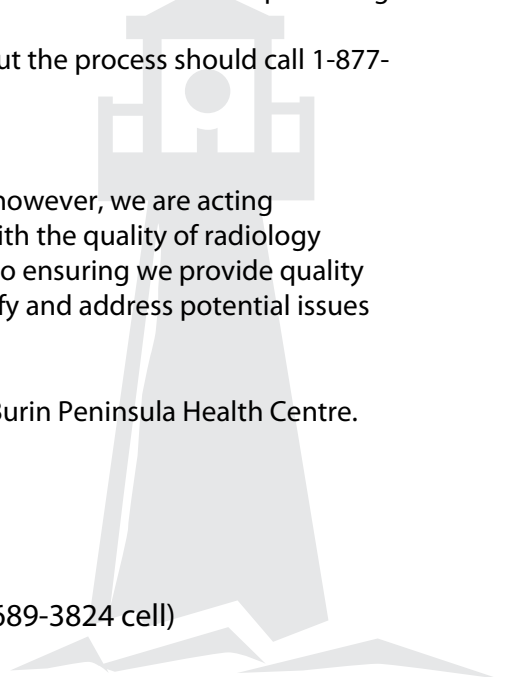 ut the process should call 1-877-
however, we are acting
ith the quality of radiology
o ensuring we provide quality
fy and address potential issues
Burin Peninsula Health Centre.
689-3824 cell)